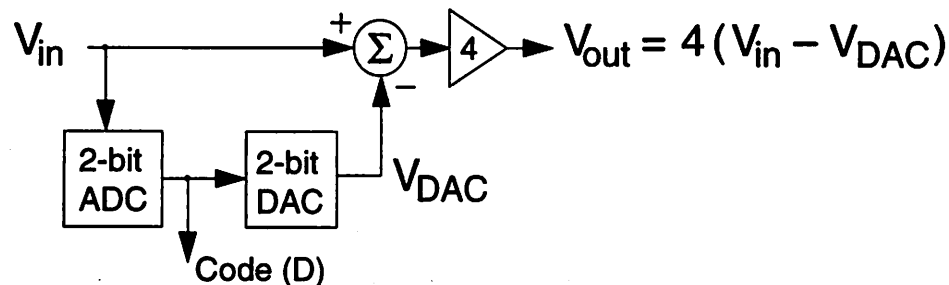 V_in
+
Σ
−
4
V_out = 4 (V_in − V_DAC)
2-bit
ADC
2-bit
DAC
V_DAC
Code (D)